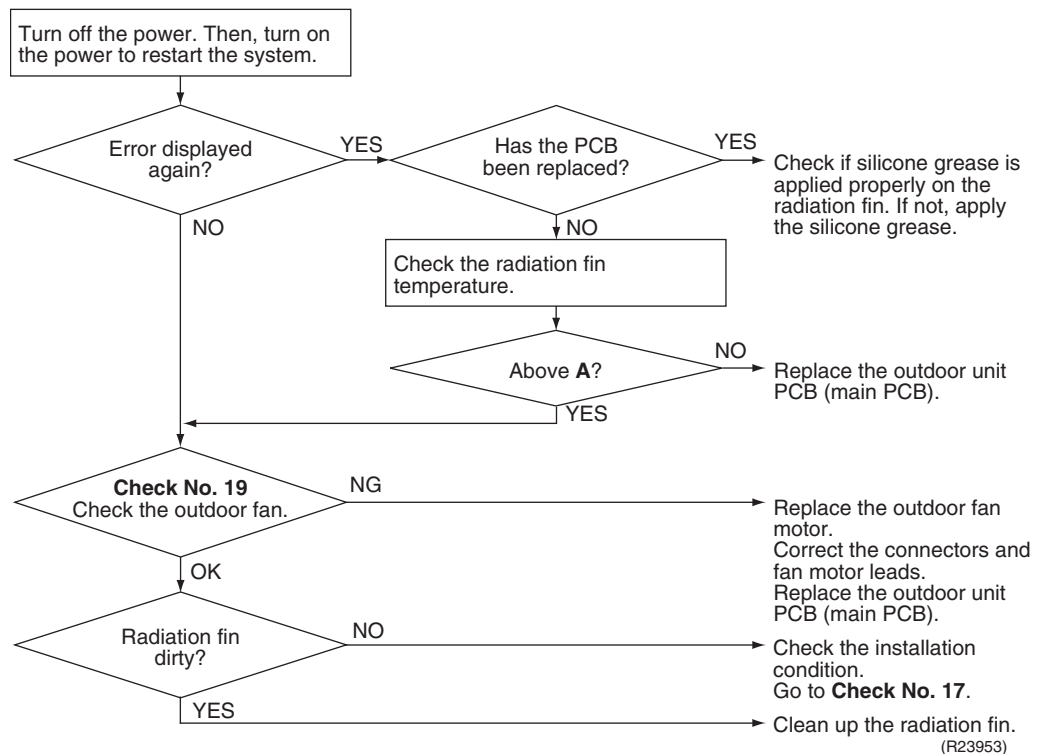 Turn off the power. Then, turn on
the power to restart the system.
Error displayed
again?
YES
Has the PCB
been replaced?
YES
Check if silicone grease is
applied properly on the
radiation fin. If not, apply
the silicone grease.
NO
NO
Check the radiation fin
temperature.
Above A?
NO
Replace the outdoor unit
PCB (main PCB).
YES
Check No. 19
Check the outdoor fan.
NG
Replace the outdoor fan
motor.
Correct the connectors and
fan motor leads.
Replace the outdoor unit
PCB (main PCB).
OK
Radiation fin
dirty?
NO
Check the installation
condition.
Go to Check No. 17.
YES
Clean up the radiation fin.
(R23953)